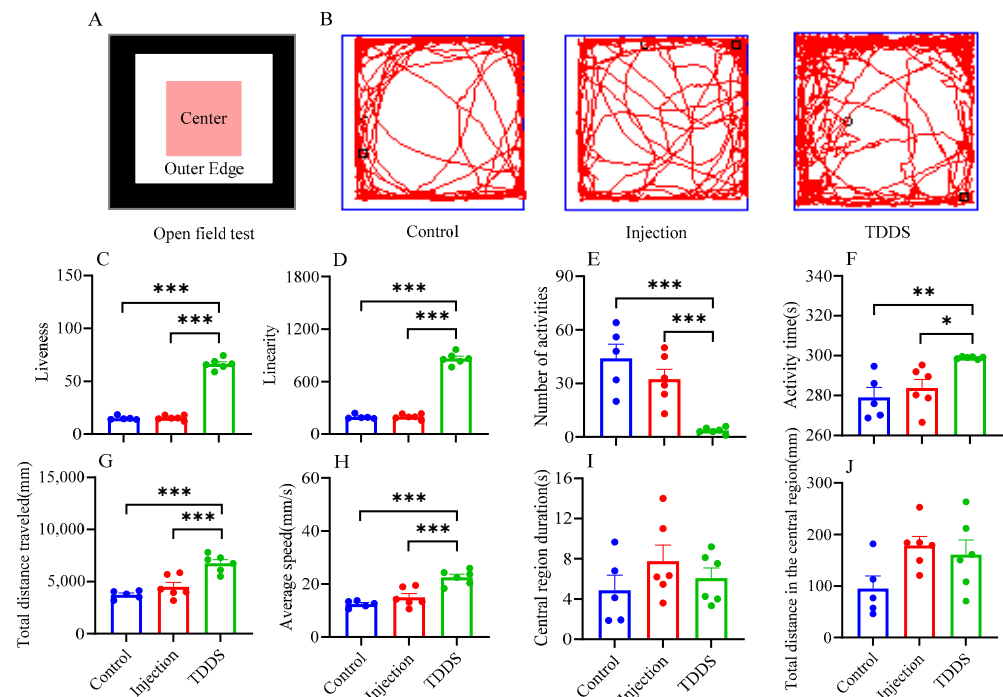 A
B
Center
Outer Edge
Open field test
Control
Injection
TDDS
C
D
E
F
Liveness
150
100
50
0
***
***
Linearity
1800
1200
600
0
***
***
Number of activities
90
60
30
0
***
***
Activity time(s)
340
320
300
280
260
**
*
G
H
I
J
Total distance traveled(mm)
15,000
10,000
5,000
0
***
***
Control
Injection
TDDS
Average speed(mm/s)
60
40
20
0
***
***
Control
Injection
TDDS
Central region duration(s)
16
12
8
4
0
Control
Injection
TDDS
Total distance in the central region(mm)
300
200
100
0
Control
Injection
TDDS